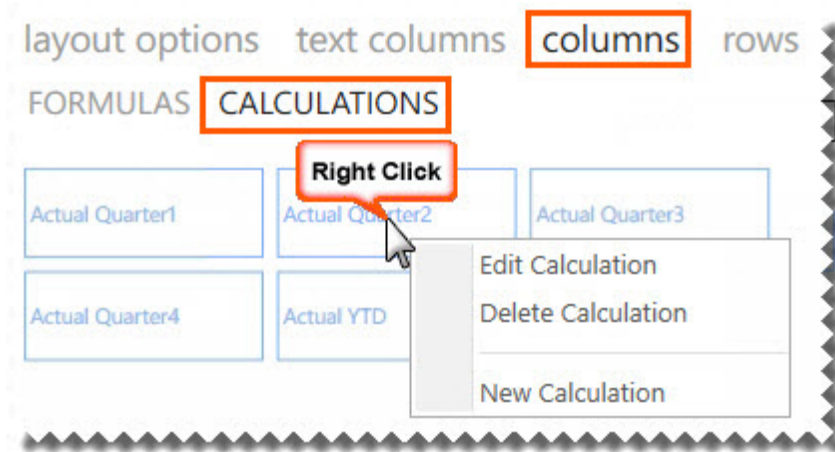 layout options text columns columns rows
FORMULAS CALCULATIONS
Right Click
Actual Quarter1 Actual Quarter2 Actual Quarter3
Edit Calculation
Actual Quarter4 Actual YTD Delete Calculation
New Calculation